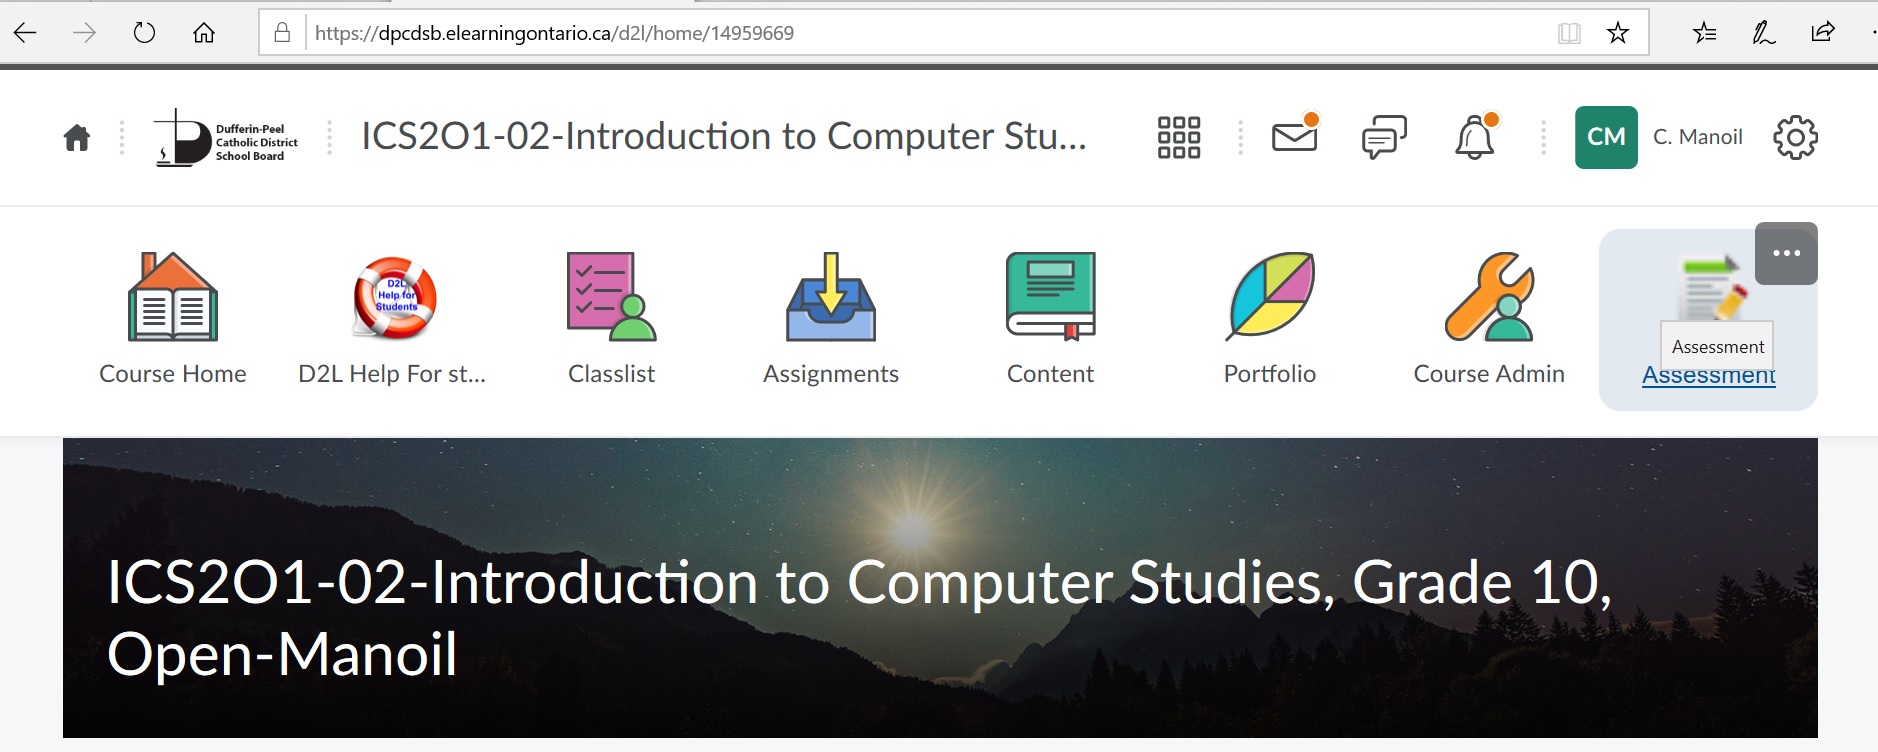 https://dpcdsb.elearningontario.ca/d2l/home/14959669
Dufferin-Peel
Catholic District
School Board
ICS2O1-02-Introduction to Computer Stu...
CM
C. Manoil
D2L
Help for
Students
Course Home
D2L Help For st...
Classlist
Assignments
Content
Portfolio
Course Admin
Assessment
Assessment
ICS2O1-02-Introduction to Computer Studies, Grade 10,
Open-Manoil